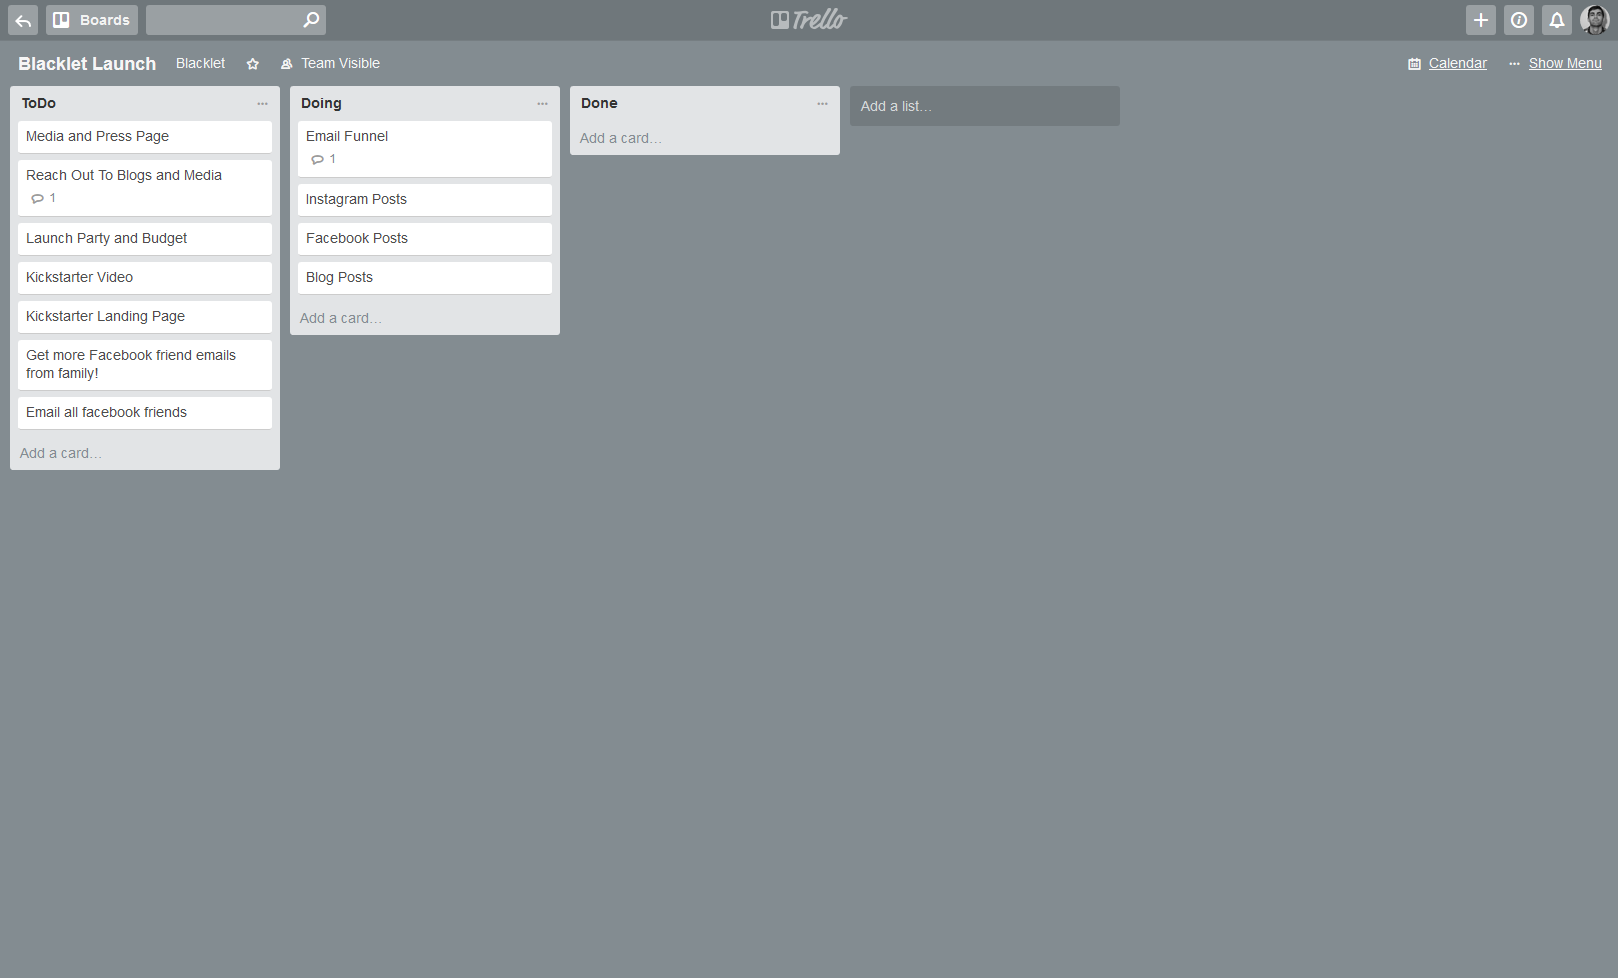 Boards
Trello
Blacklet Launch
Blacklet
Team Visible
Calendar
Show Menu
ToDo
Media and Press Page
Reach Out To Blogs and Media
1
Launch Party and Budget
Kickstarter Video
Kickstarter Landing Page
Get more Facebook friend emails
from family!
Email all facebook friends
Add a card...
Doing
Email Funnel
1
Instagram Posts
Facebook Posts
Blog Posts
Add a card...
Done
Add a card...
Add a list...